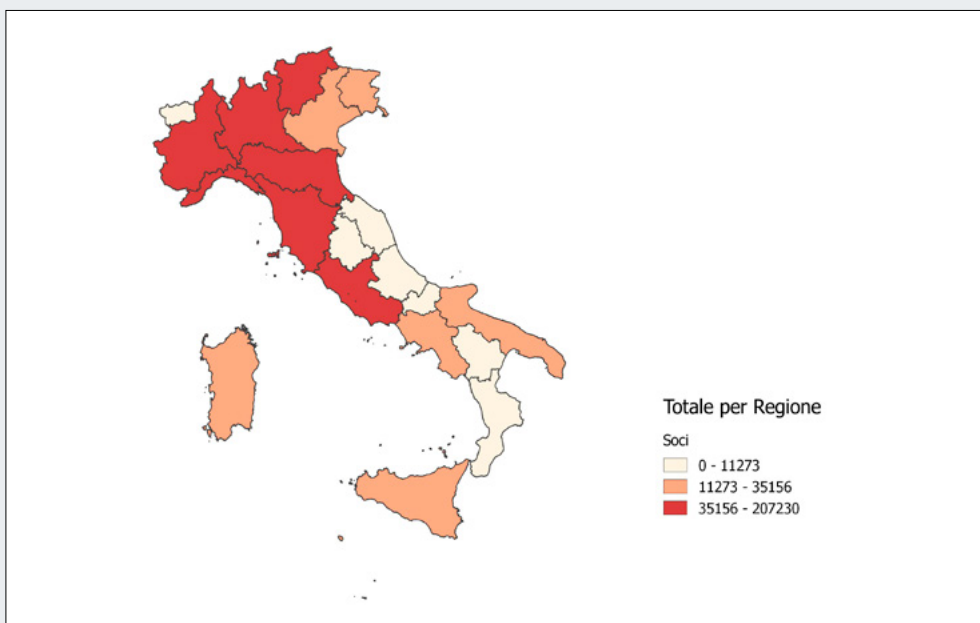 Totale per Regione
Soci
0 - 11273
11273 - 35156
35156 - 207230